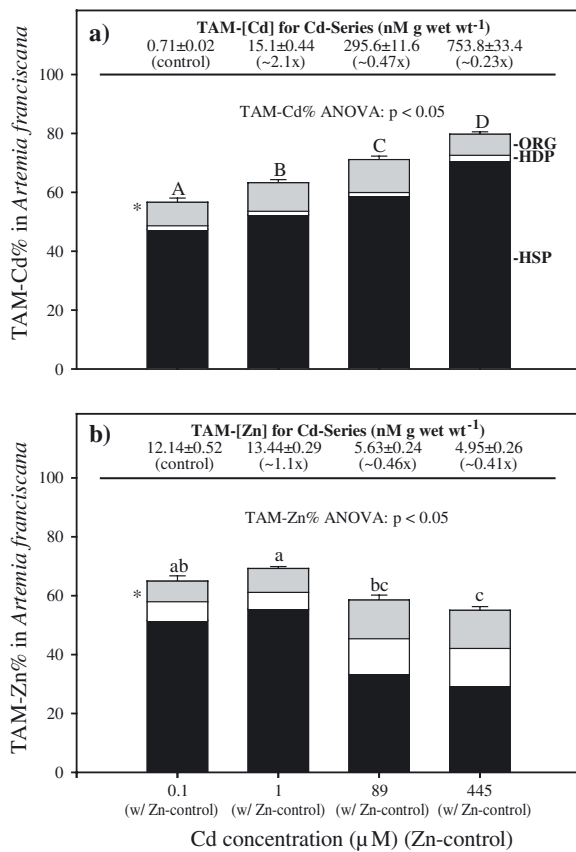 a)
TAM-[Cd] for Cd-Series (nM g wet wt-1)
0.71±0.02 15.1±0.44 295.6±11.6 753.8±33.4
(control) (~2.1x) (~0.47x) (~0.23x)
100
TAM-Cd% ANOVA: p < 0.05
80
60
40
20
0
TAM-Cd% in Artemia franciscana
* A
B
C
D
-ORG
-HDP
-HSP
b)
TAM-[Zn] for Cd-Series (nM g wet wt-1)
12.14±0.52 13.44±0.29 5.63±0.24 4.95±0.26
(control) (~1.1x) (~0.46x) (~0.41x)
100
TAM-Zn% ANOVA: p < 0.05
80
60
40
20
0
TAM-Zn% in Artemia franciscana
* ab
a
bc
c
0.1 1 89 445
(w/ Zn-control) (w/ Zn-control) (w/ Zn-control) (w/ Zn-control)
Cd concentration (µM) (Zn-control)